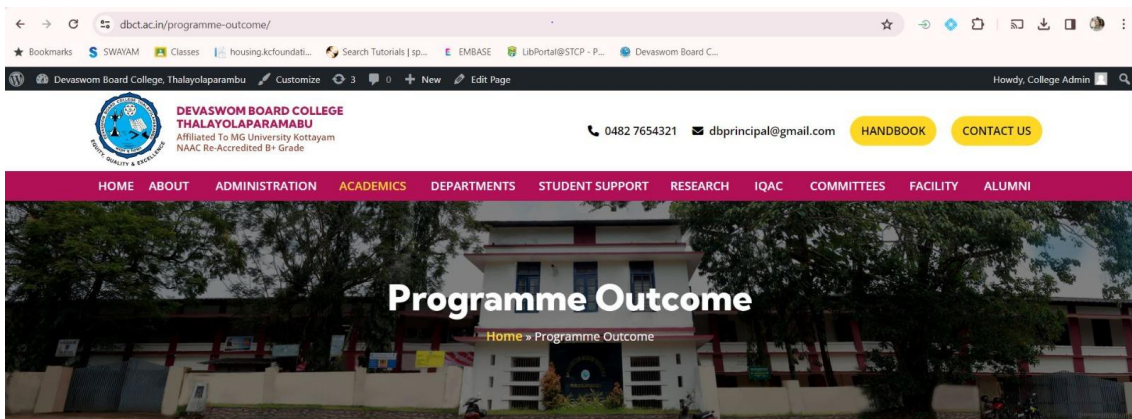 dbct.ac.in/programme-outcome/
Bookmarks SWAYAM Classes housing.kcfoundati... Search Tutorials | sp... EMBASE LibPortal@STCP - P... Devaswom Board C...
Devaswom Board College, Thalayolaparambu Customize 3 0 + New Edit Page Howdy, College Admin
DEVASWOM BOARD COLLEGE
THALAYOLAPARAMABU
Affiliated To MG University Kottayam
NAAC Re-Accredited B+ Grade
0482 7654321 dbprincipal@gmail.com HANDBOOK CONTACT US
EQUITY, QUALITY & EXCELLENCE
HOME ABOUT ADMINISTRATION ACADEMICS DEPARTMENTS STUDENT SUPPORT RESEARCH IQAC COMMITTEES FACILITY ALUMNI
Programme Outcome
Home » Programme Outcome